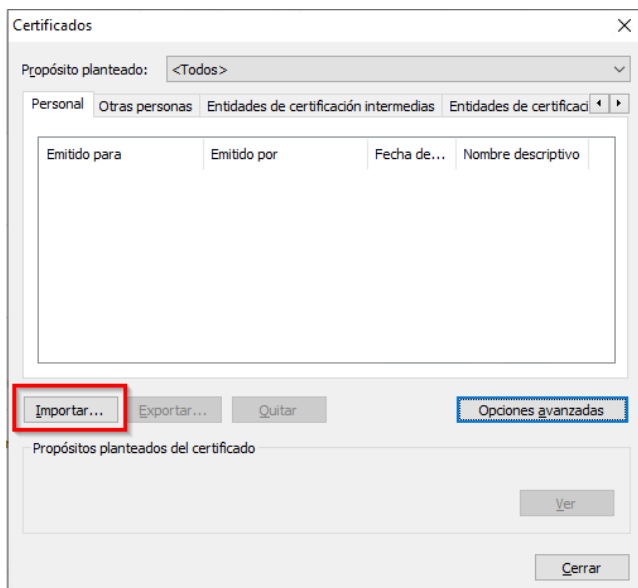 Certificados
Propósito planteado: <Todos>
Personal Otras personas Entidades de certificación intermedias Entidades de certificaci
Emitido para Emitido por Fecha de... Nombre descriptivo
Importar... Exportar... Quitar Opciones avanzadas
Propósitos planteados del certificado
Ver
Cerrar